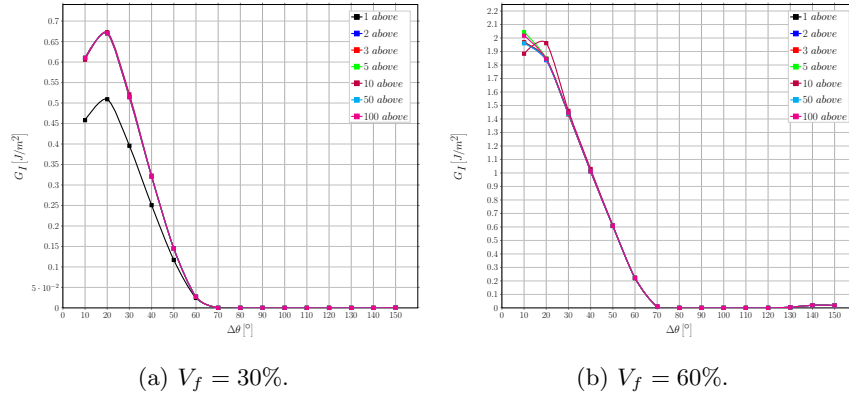 0.7
0.65
0.6
0.55
0.5
0.45
0.4
0.35
0.3
0.25
0.2
0.15
0.1
5 · 10⁻²
0
G_I [J/m²]
0 10 20 30 40 50 60 70 80 90 100 110 120 130 140 150
Δθ [°]
1 above
2 above
3 above
5 above
10 above
50 above
100 above
(a) V_f = 30%.
2.2
2.1
2
1.9
1.8
1.7
1.6
1.5
1.4
1.3
1.2
1.1
1
0.9
0.8
0.7
0.6
0.5
0.4
0.3
0.2
0.1
0
G_I [J/m²]
0 10 20 30 40 50 60 70 80 90 100 110 120 130 140 150
Δθ [°]
1 above
2 above
3 above
5 above
10 above
50 above
100 above
(b) V_f = 60%.